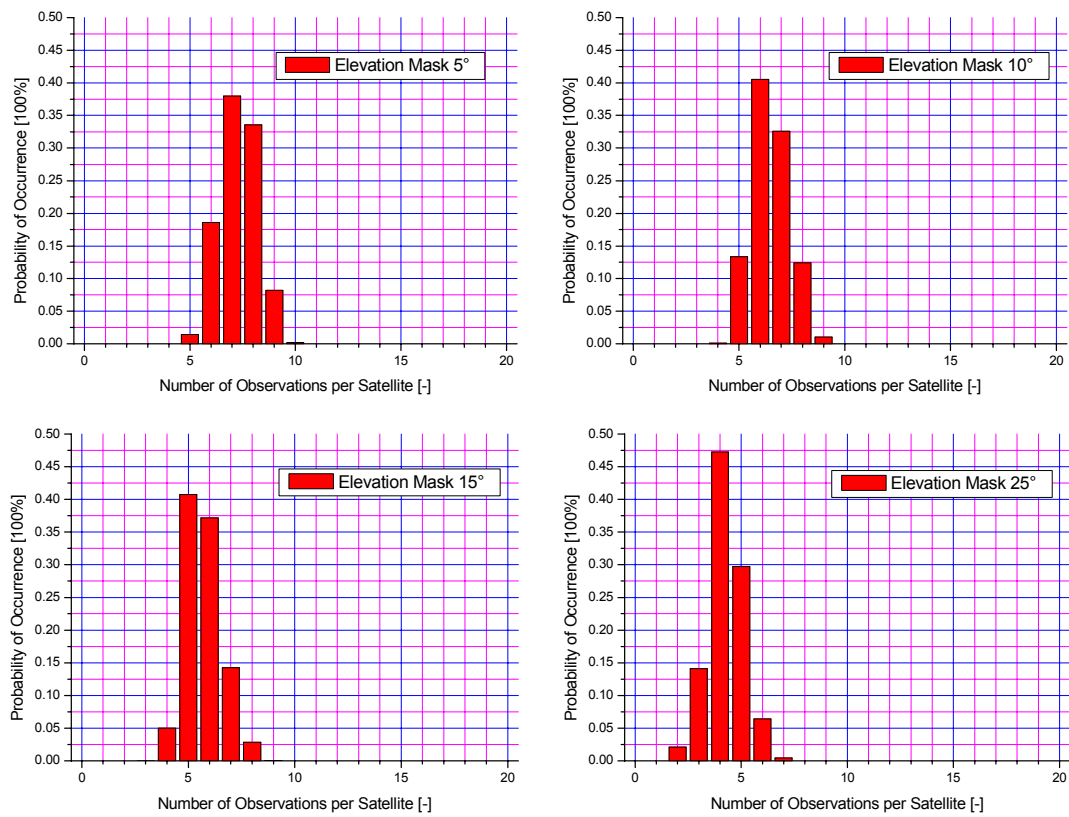 0.50
0.45
0.40
0.35
0.30
0.25
0.20
0.15
0.10
0.05
0.00
Probability of Occurrence [100%]
Elevation Mask 5°
0 5 10 15 20
Number of Observations per Satellite [-]
0.50
0.45
0.40
0.35
0.30
0.25
0.20
0.15
0.10
0.05
0.00
Probability of Occurrence [100%]
Elevation Mask 10°
0 5 10 15 20
Number of Observations per Satellite [-]
0.50
0.45
0.40
0.35
0.30
0.25
0.20
0.15
0.10
0.05
0.00
Probability of Occurrence [100%]
Elevation Mask 15°
0 5 10 15 20
Number of Observations per Satellite [-]
0.50
0.45
0.40
0.35
0.30
0.25
0.20
0.15
0.10
0.05
0.00
Probability of Occurrence [100%]
Elevation Mask 25°
0 5 10 15 20
Number of Observations per Satellite [-]